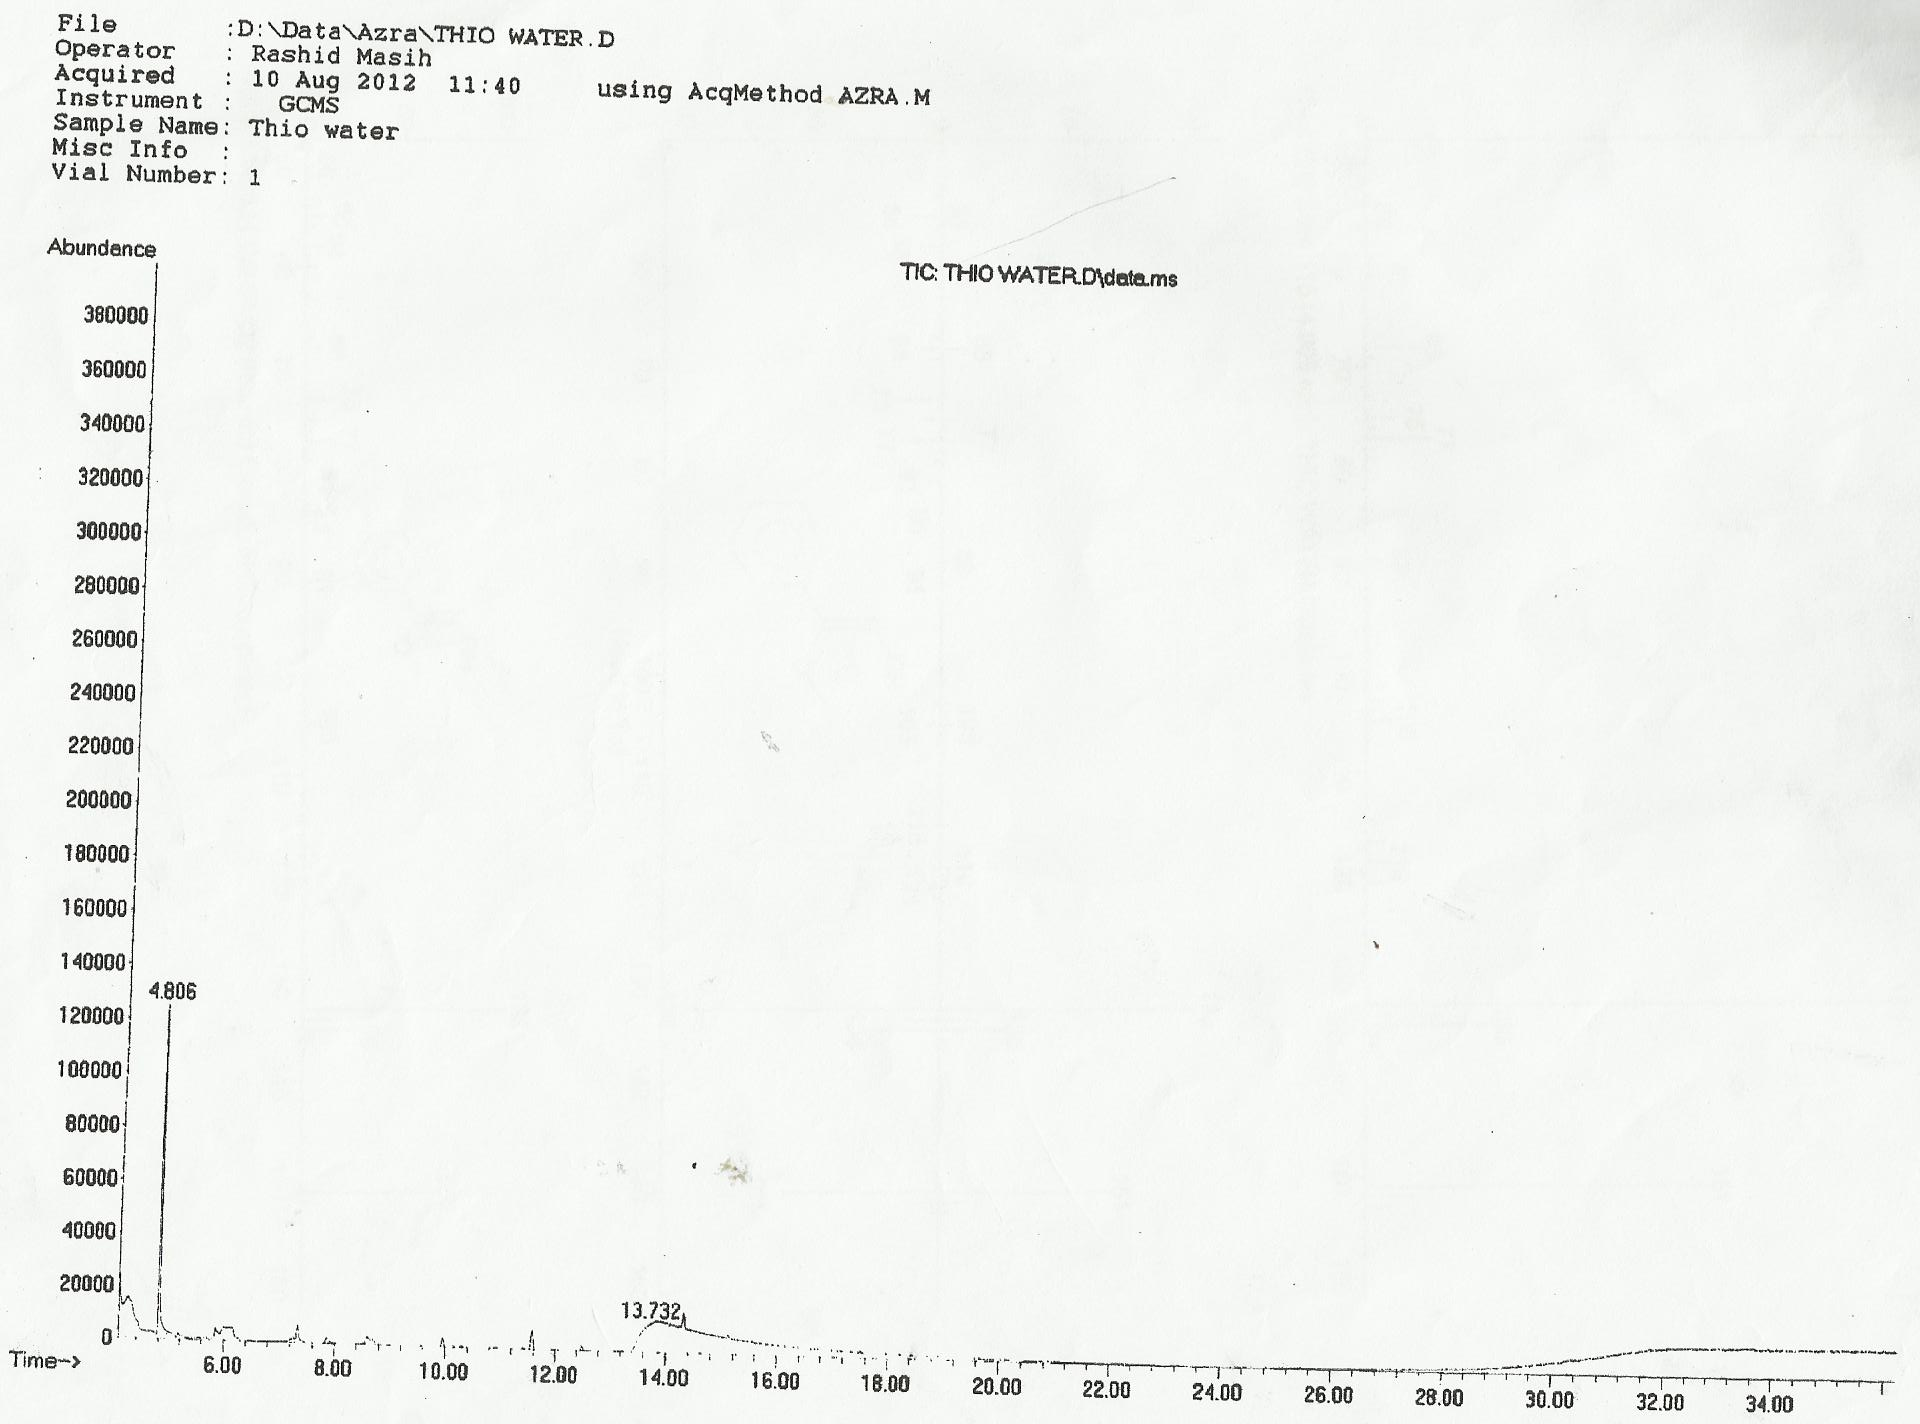 File :D:\Data\Azra\THIO WATER.D
Operator : Rashid Masih
Acquired : 10 Aug 2012 11:40 using AcqMethod AZRA.M
Instrument : GCMS
Sample Name: Thio water
Misc Info :
Vial Number: 1
Abundance
TIC: THIO WATER.D\data.ms
380000
360000
340000
320000
300000
280000
260000
240000
220000
200000
180000
160000
140000
4.806
120000
100000
80000
60000
40000
20000
13.732
0
Time-->
6.00 8.00 10.00 12.00 14.00 16.00 18.00 20.00 22.00 24.00 26.00 28.00 30.00 32.00 34.00